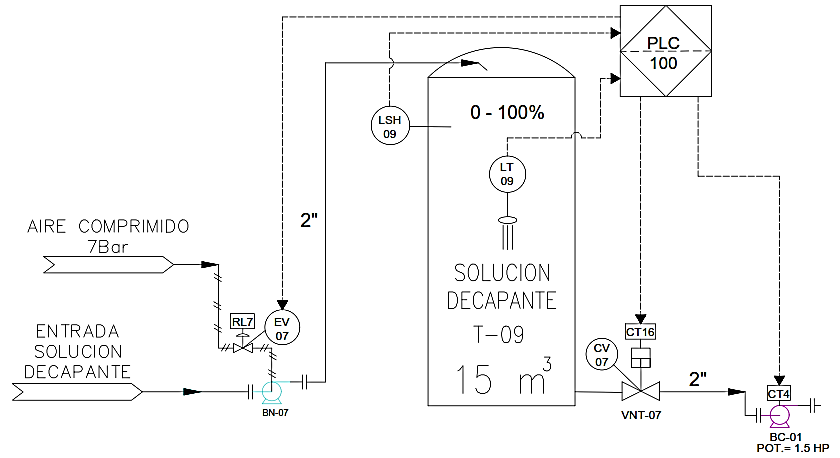 PLC
100
LSH
09
0 - 100%
LT
09
2"
AIRE COMPRIMIDO
7Bar
RL7
EV
07
ENTRADA
SOLUCION
DECAPANTE
BN-07
SOLUCION
DECAPANTE
T-09
15 m³
CT16
CV
07
VNT-07
2"
CT4
BC-01
POT.= 1.5 HP